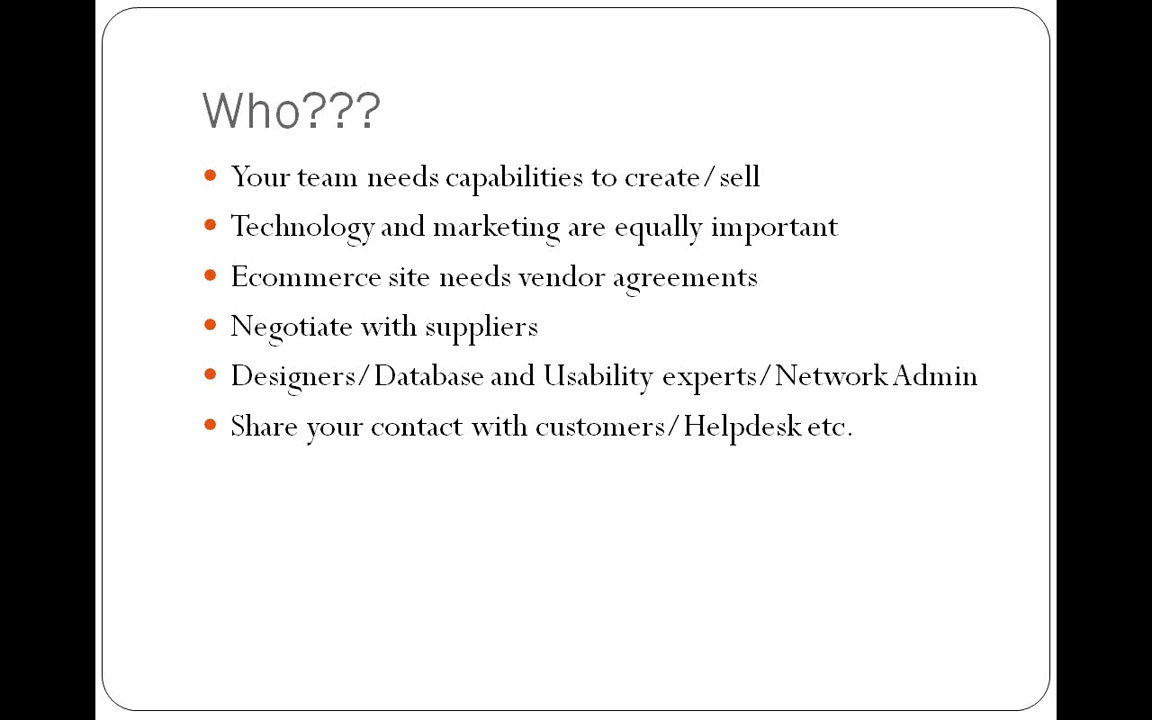 Who???
Your team needs capabilities to create/sell
Technology and marketing are equally important
Ecommerce site needs vendor agreements
Negotiate with suppliers
Designers/Database and Usability experts/Network Admin
Share your contact with customers/Helpdesk etc.